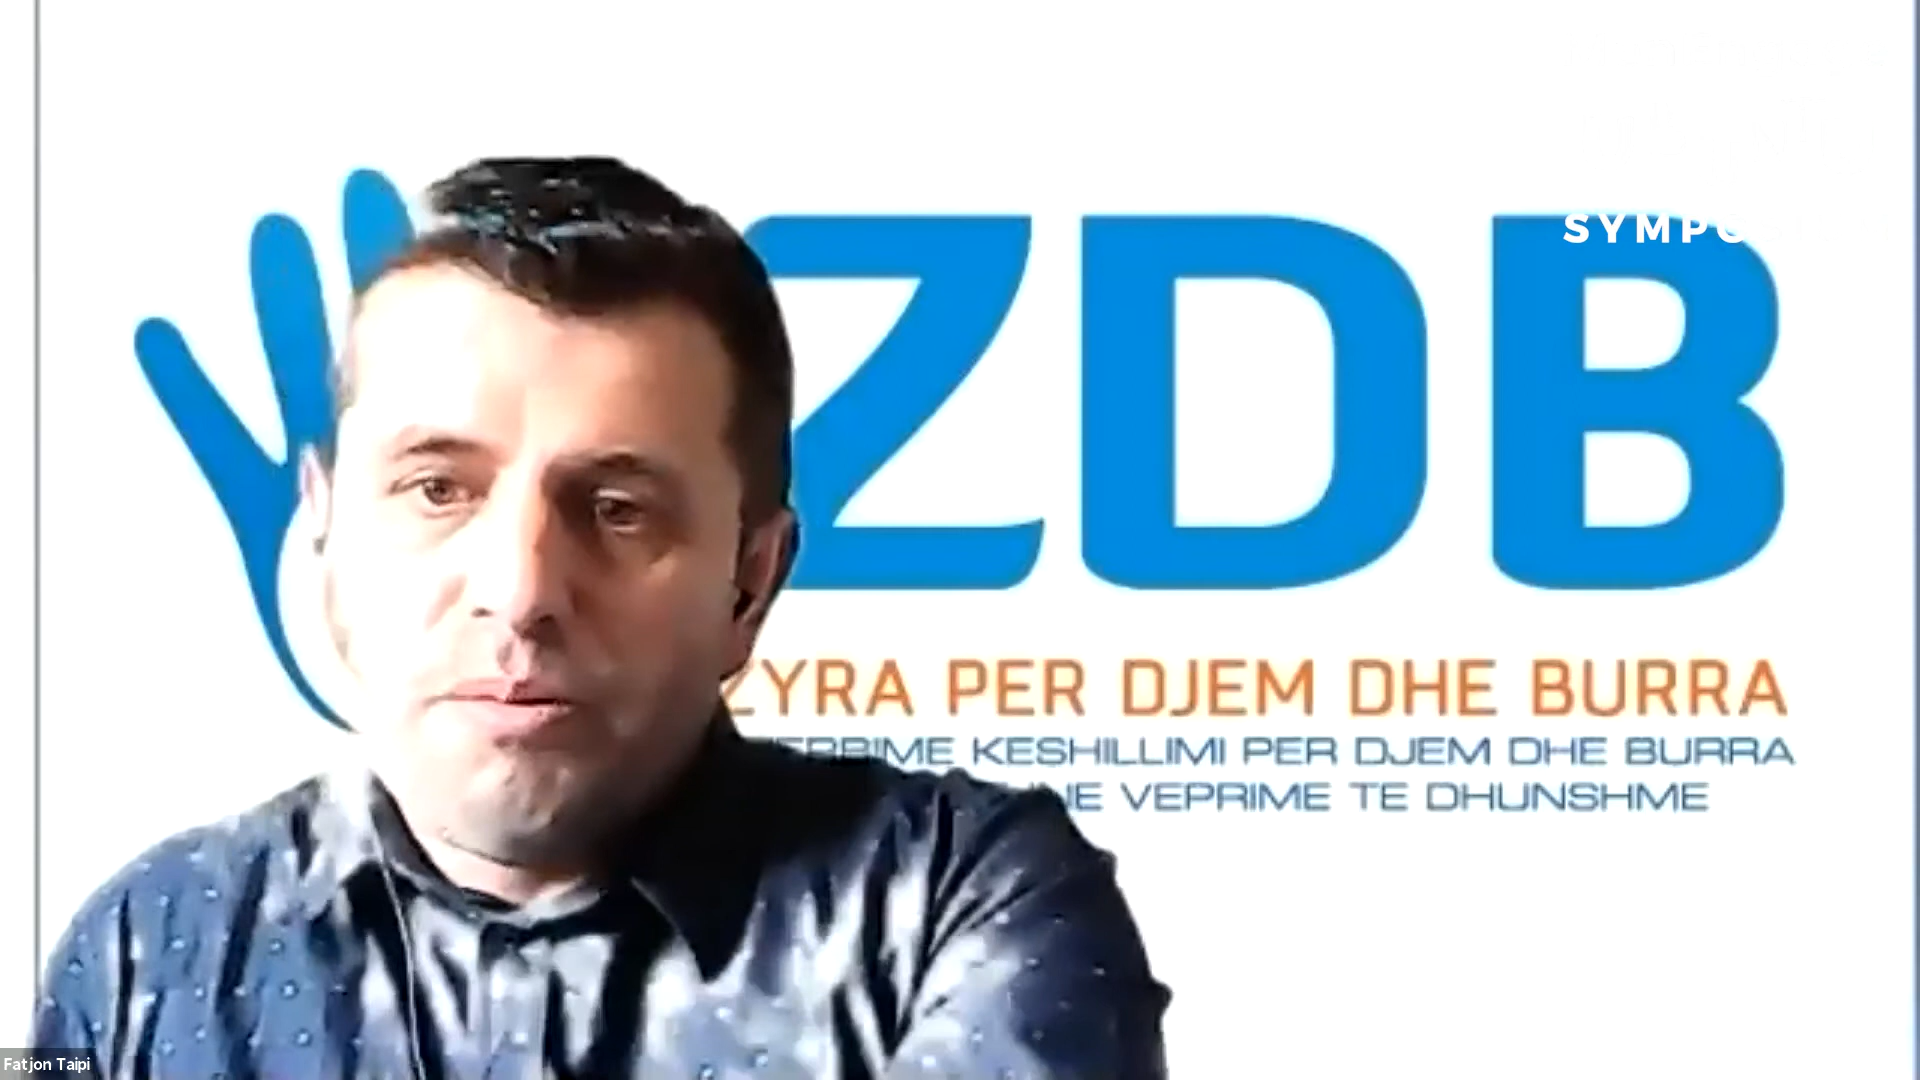 SYMPO
ZDB
ZYRA PER DJEM DHE BURRA
KESHILLIMI PER DJEM DHE BURRA
VEPRIME TE DHUNSHME
Fatjon Taipi